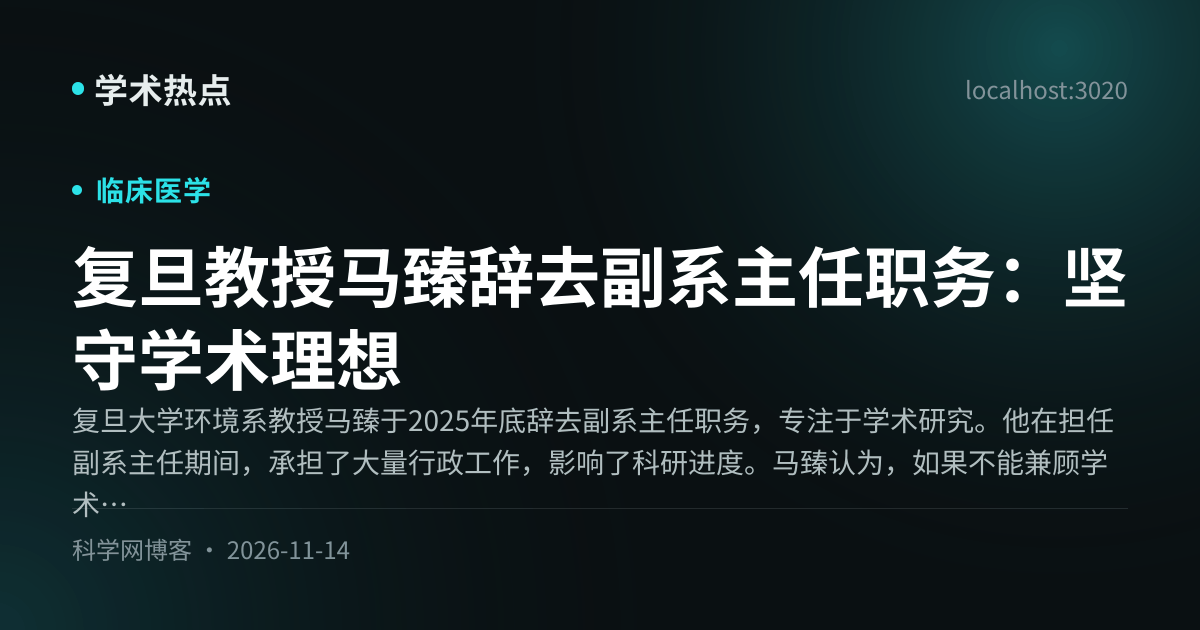 学术热点
localhost:3020
临床医学
复旦教授马臻辞去副系主任职务：坚
守学术理想
复旦大学环境系教授马臻于2025年底辞去副系主任职务，专注于学术研究。他在担任
副系主任期间，承担了大量行政工作，影响了科研进度。马臻认为，如果不能兼顾学
术…
科学网博客 · 2026-11-14